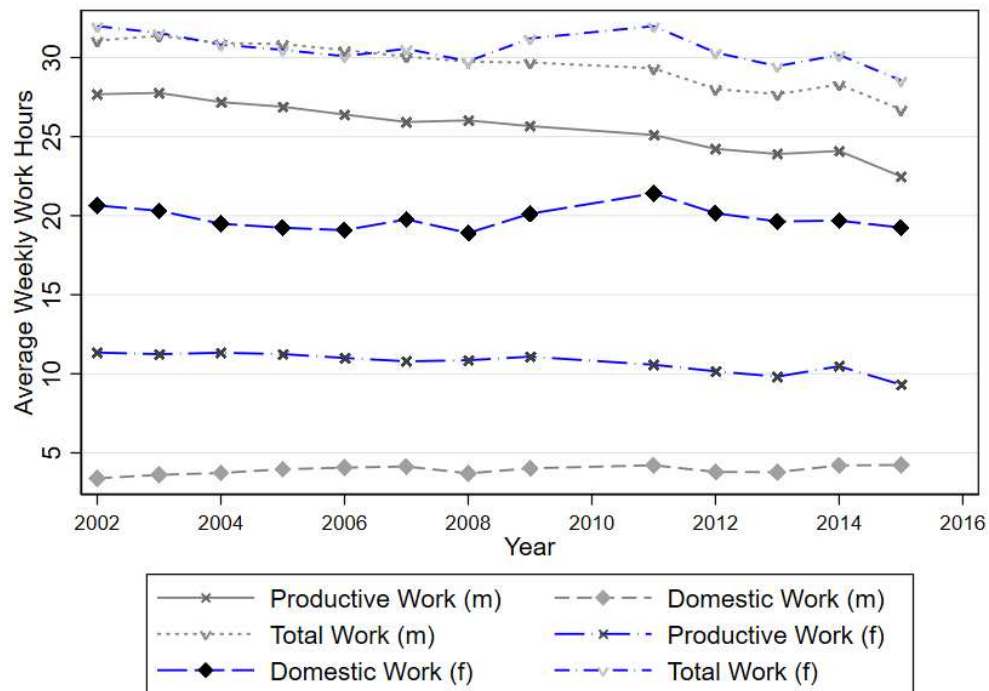 Average Weekly Work Hours
30
25
20
15
10
5
2002 2004 2006 2008 2010 2012 2014 2016
Year
Productive Work (m) Domestic Work (m)
Total Work (m) Productive Work (f)
Domestic Work (f) Total Work (f)